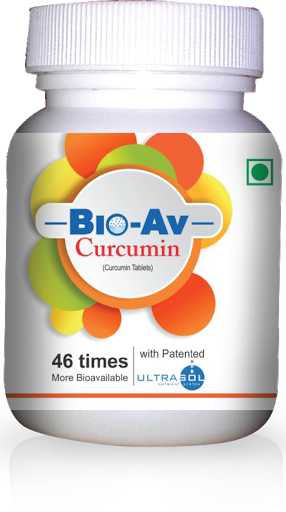 BIO-AV
Curcumin
(Curcumin Tablets)
46 times
More Bioavailable
with Patented
ULTRASOL
NUTRIENT SYSTEM